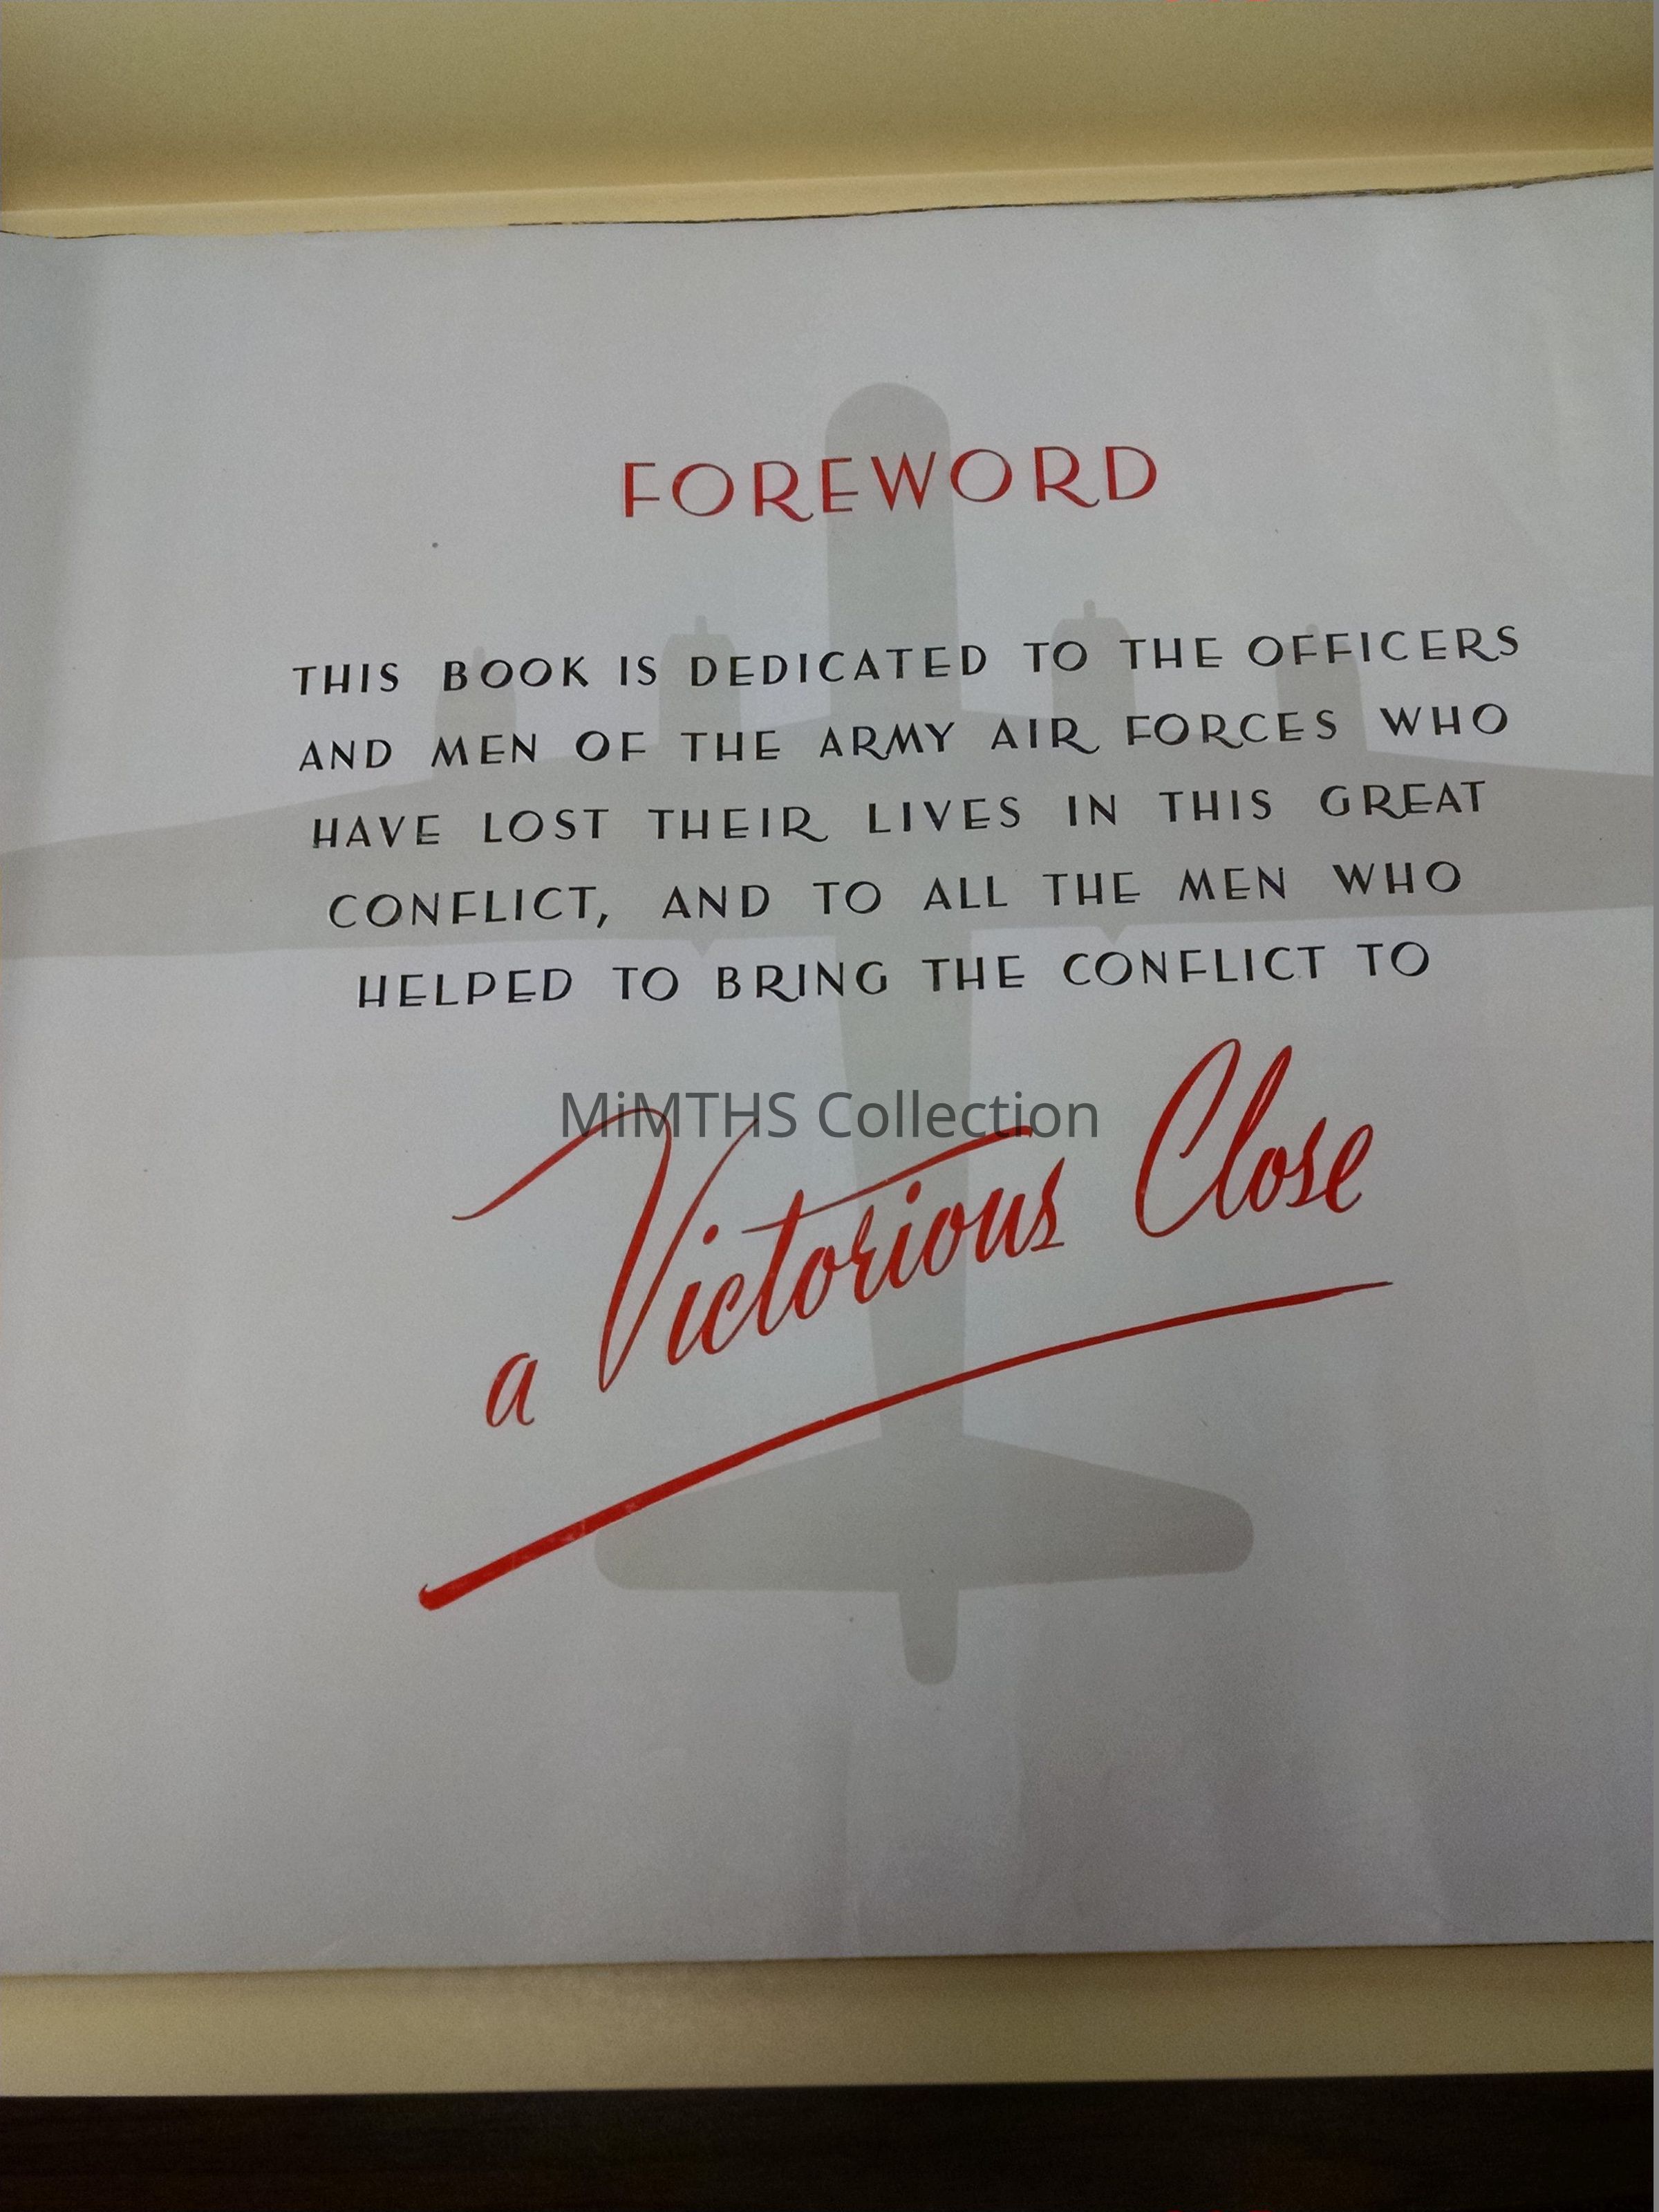 FOREWORD
THIS BOOK IS DEDICATED TO THE OFFICERS
AND MEN OF THE ARMY AIR FORCES WHO
HAVE LOST THEIR LIVES IN THIS GREAT
CONFLICT, AND TO ALL THE MEN WHO
HELPED TO BRING THE CONFLICT TO
MiMTHS Collection
a Victorious Close